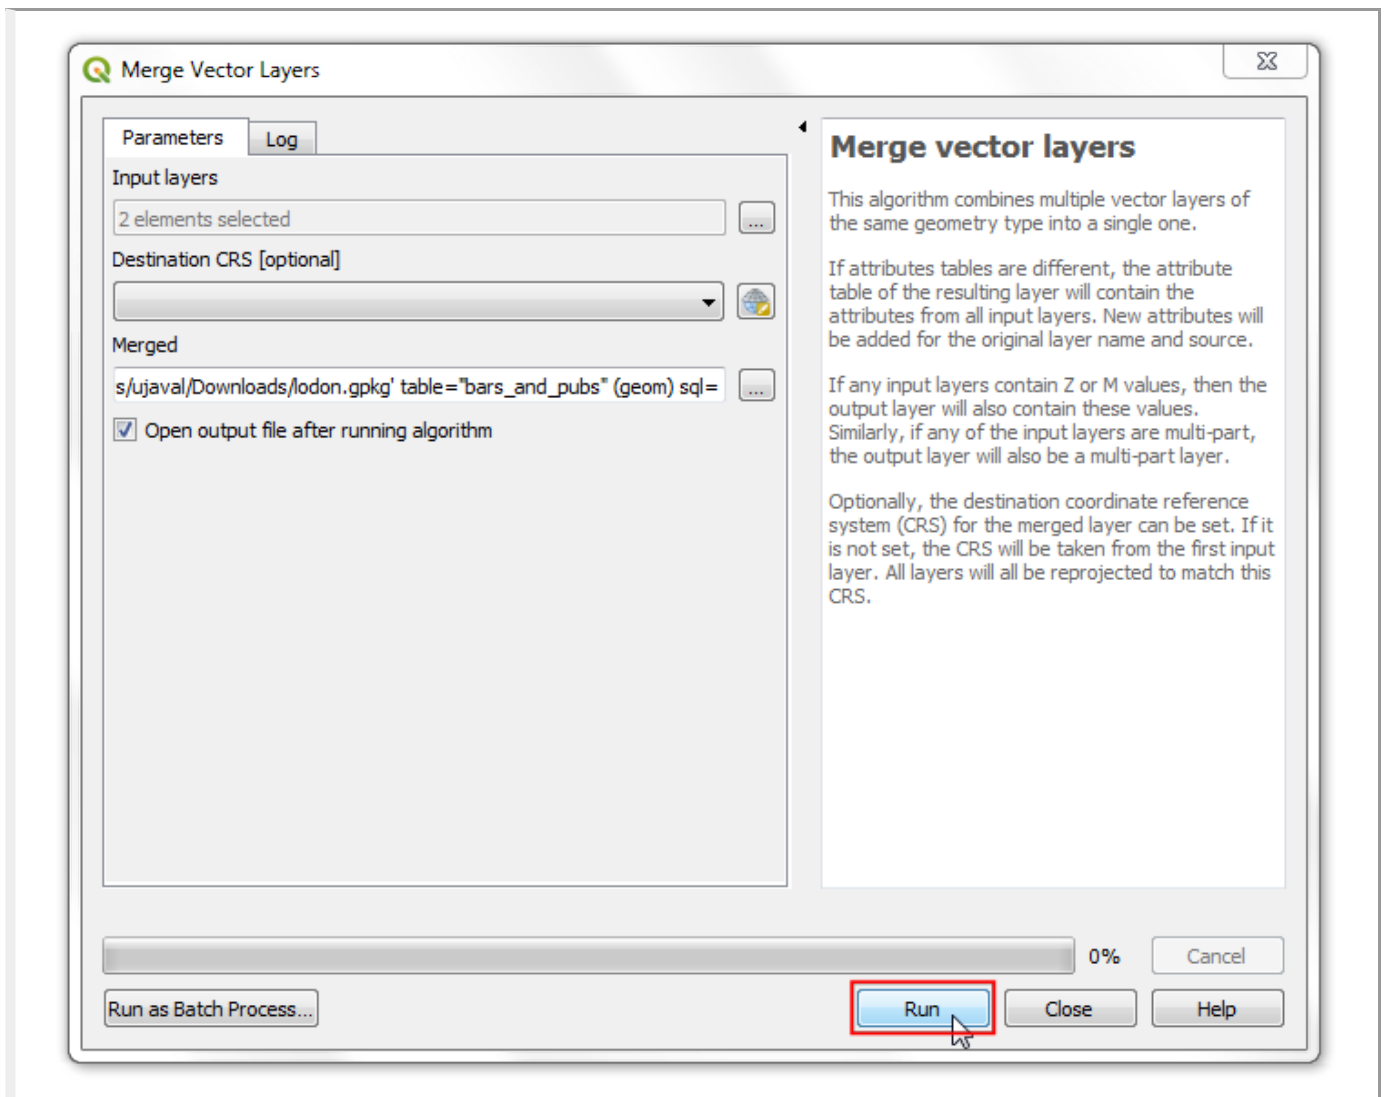 Merge Vector Layers
Parameters
Log
Input layers
2 elements selected
...
Destination CRS [optional]
Merged
s/ujaval/Downloads/lodon.gpkg' table="bars_and_pubs" (geom) sql=
...
Open output file after running algorithm
Merge vector layers
This algorithm combines multiple vector layers of
the same geometry type into a single one.
If attributes tables are different, the attribute
table of the resulting layer will contain the
attributes from all input layers. New attributes will
be added for the original layer name and source.
If any input layers contain Z or M values, then the
output layer will also contain these values.
Similarly, if any of the input layers are multi-part,
the output layer will also be a multi-part layer.
Optionally, the destination coordinate reference
system (CRS) for the merged layer can be set. If it
is not set, the CRS will be taken from the first input
layer. All layers will all be reprojected to match this
CRS.
0%
Cancel
Run as Batch Process...
Run
Close
Help